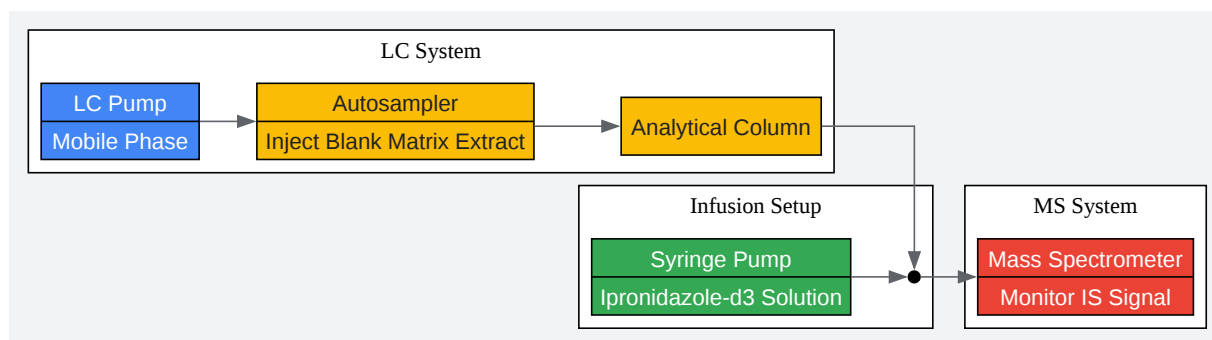 LC System
LC Pump
Mobile Phase
Autosampler
Inject Blank Matrix Extract
Analytical Column
Infusion Setup
Syringe Pump
Ipronidazole-d3 Solution
MS System
Mass Spectrometer
Monitor IS Signal